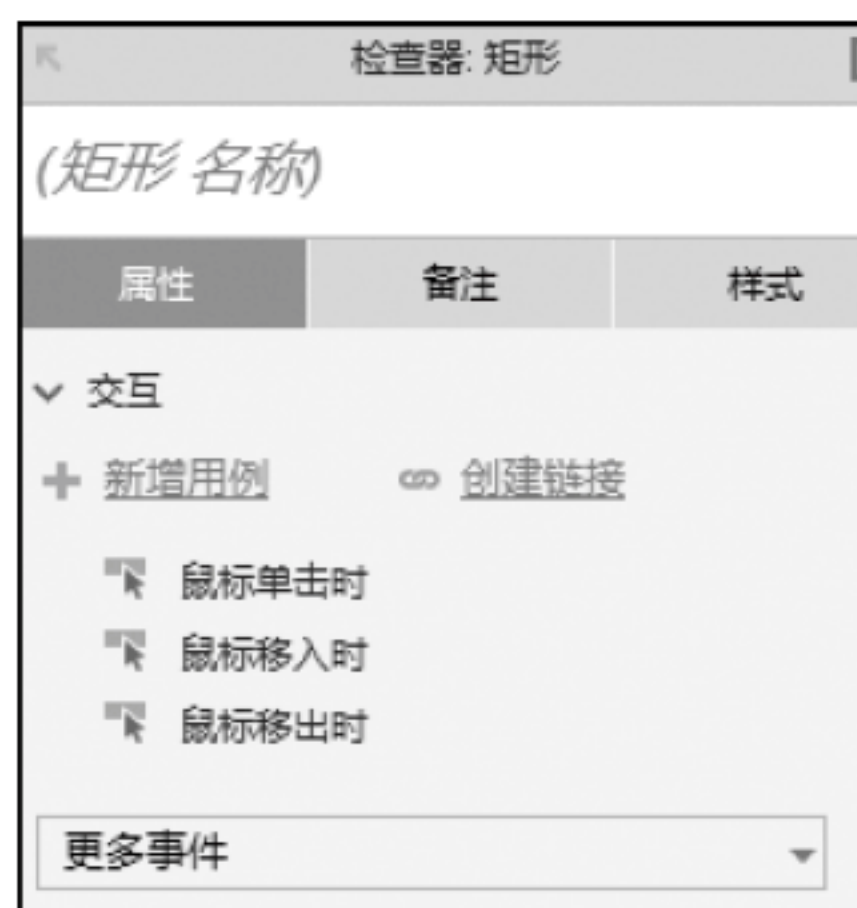 检查器: 矩形
(矩形 名称)
属性 备注 样式
交互
新增用例 创建链接
鼠标单击时
鼠标移入时
鼠标移出时
更多事件